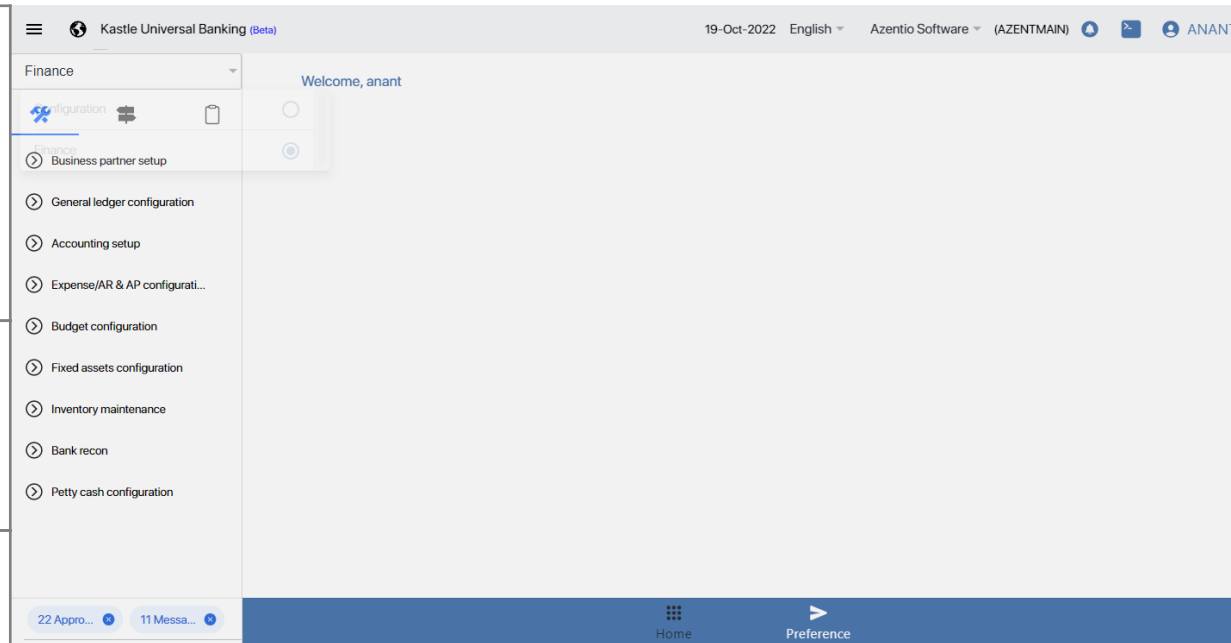 Kastle Universal Banking (Beta)
19-Oct-2022 English Azentio Software (AZENTMAIN) ANANT
Finance
Welcome, anant
Configuration
Finance
Business partner setup
General ledger configuration
Accounting setup
Expense/AR & AP configurati...
Budget configuration
Fixed assets configuration
Inventory maintenance
Bank recon
Petty cash configuration
22 Appro... 11 Messa...
Home Preference